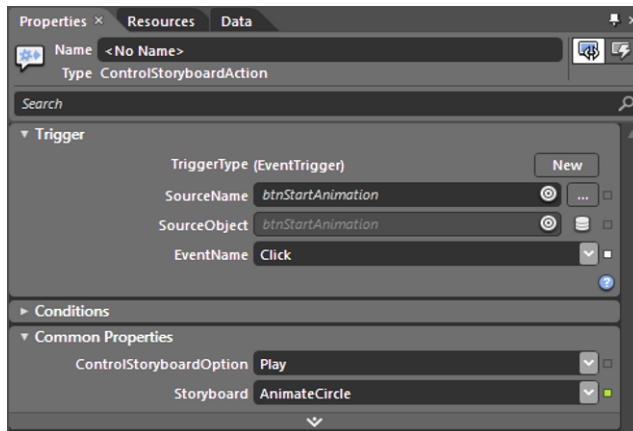 Properties × Resources Data
Name <No Name>
Type ControlStoryboardAction
Search
Trigger
TriggerType (EventTrigger) New
SourceName btnStartAnimation ...
SourceObject btnStartAnimation
EventName Click
?
Conditions
Common Properties
ControlStoryboardOption Play
Storyboard AnimateCircle